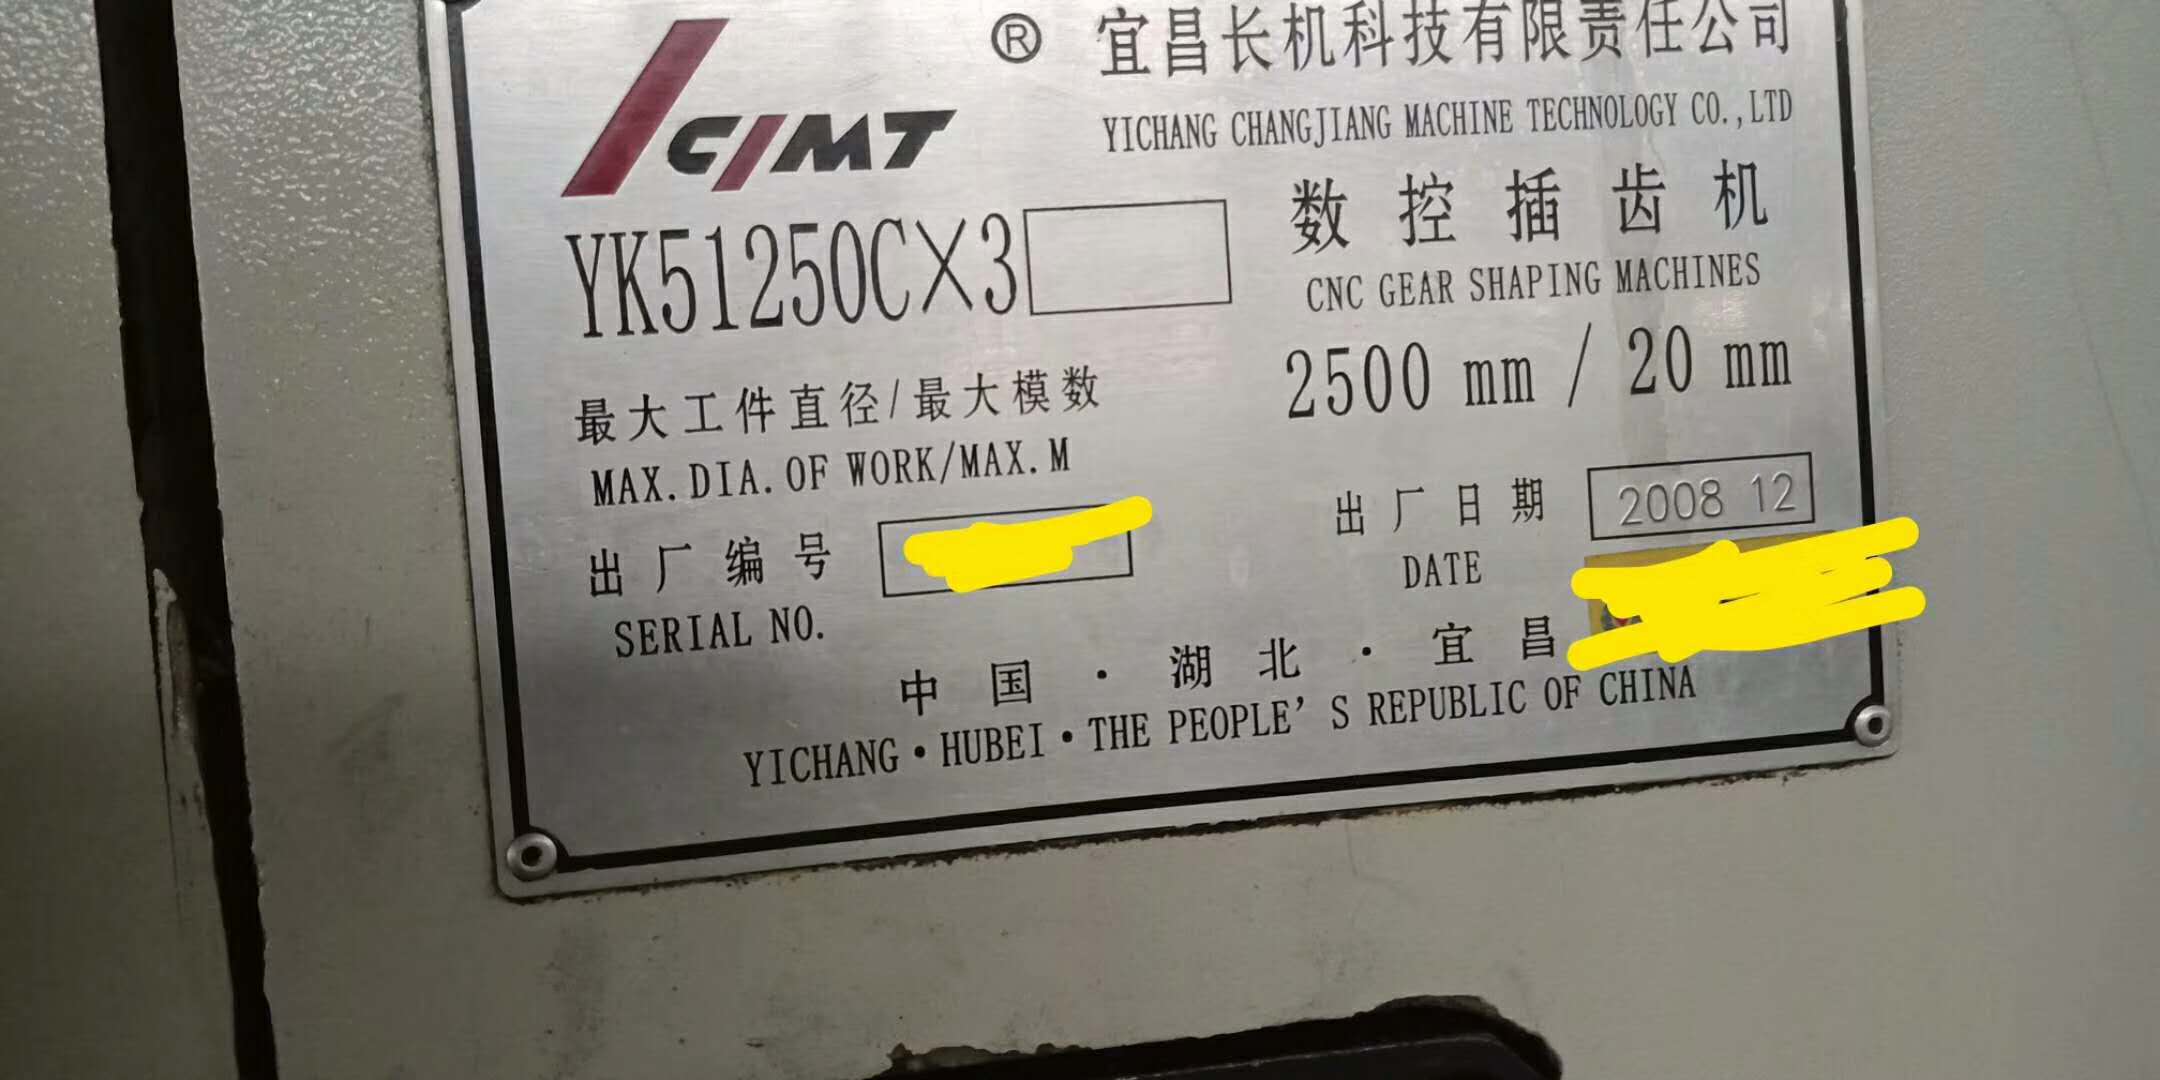 ® 宜昌长机科技有限责任公司
CJMT YICHANG CHANGJIANG MACHINE TECHNOLOGY CO.,LTD
YK51250CX3 数控插齿机
CNC GEAR SHAPING MACHINES
最大工件直径/最大模数 2500 mm / 20 mm
MAX.DIA.OF WORK/MAX.M
出厂编号 出厂日期 2008 12
SERIAL NO. DATE
中国·湖北·宜昌
YICHANG·HUBEI·THE PEOPLE'S REPUBLIC OF CHINA